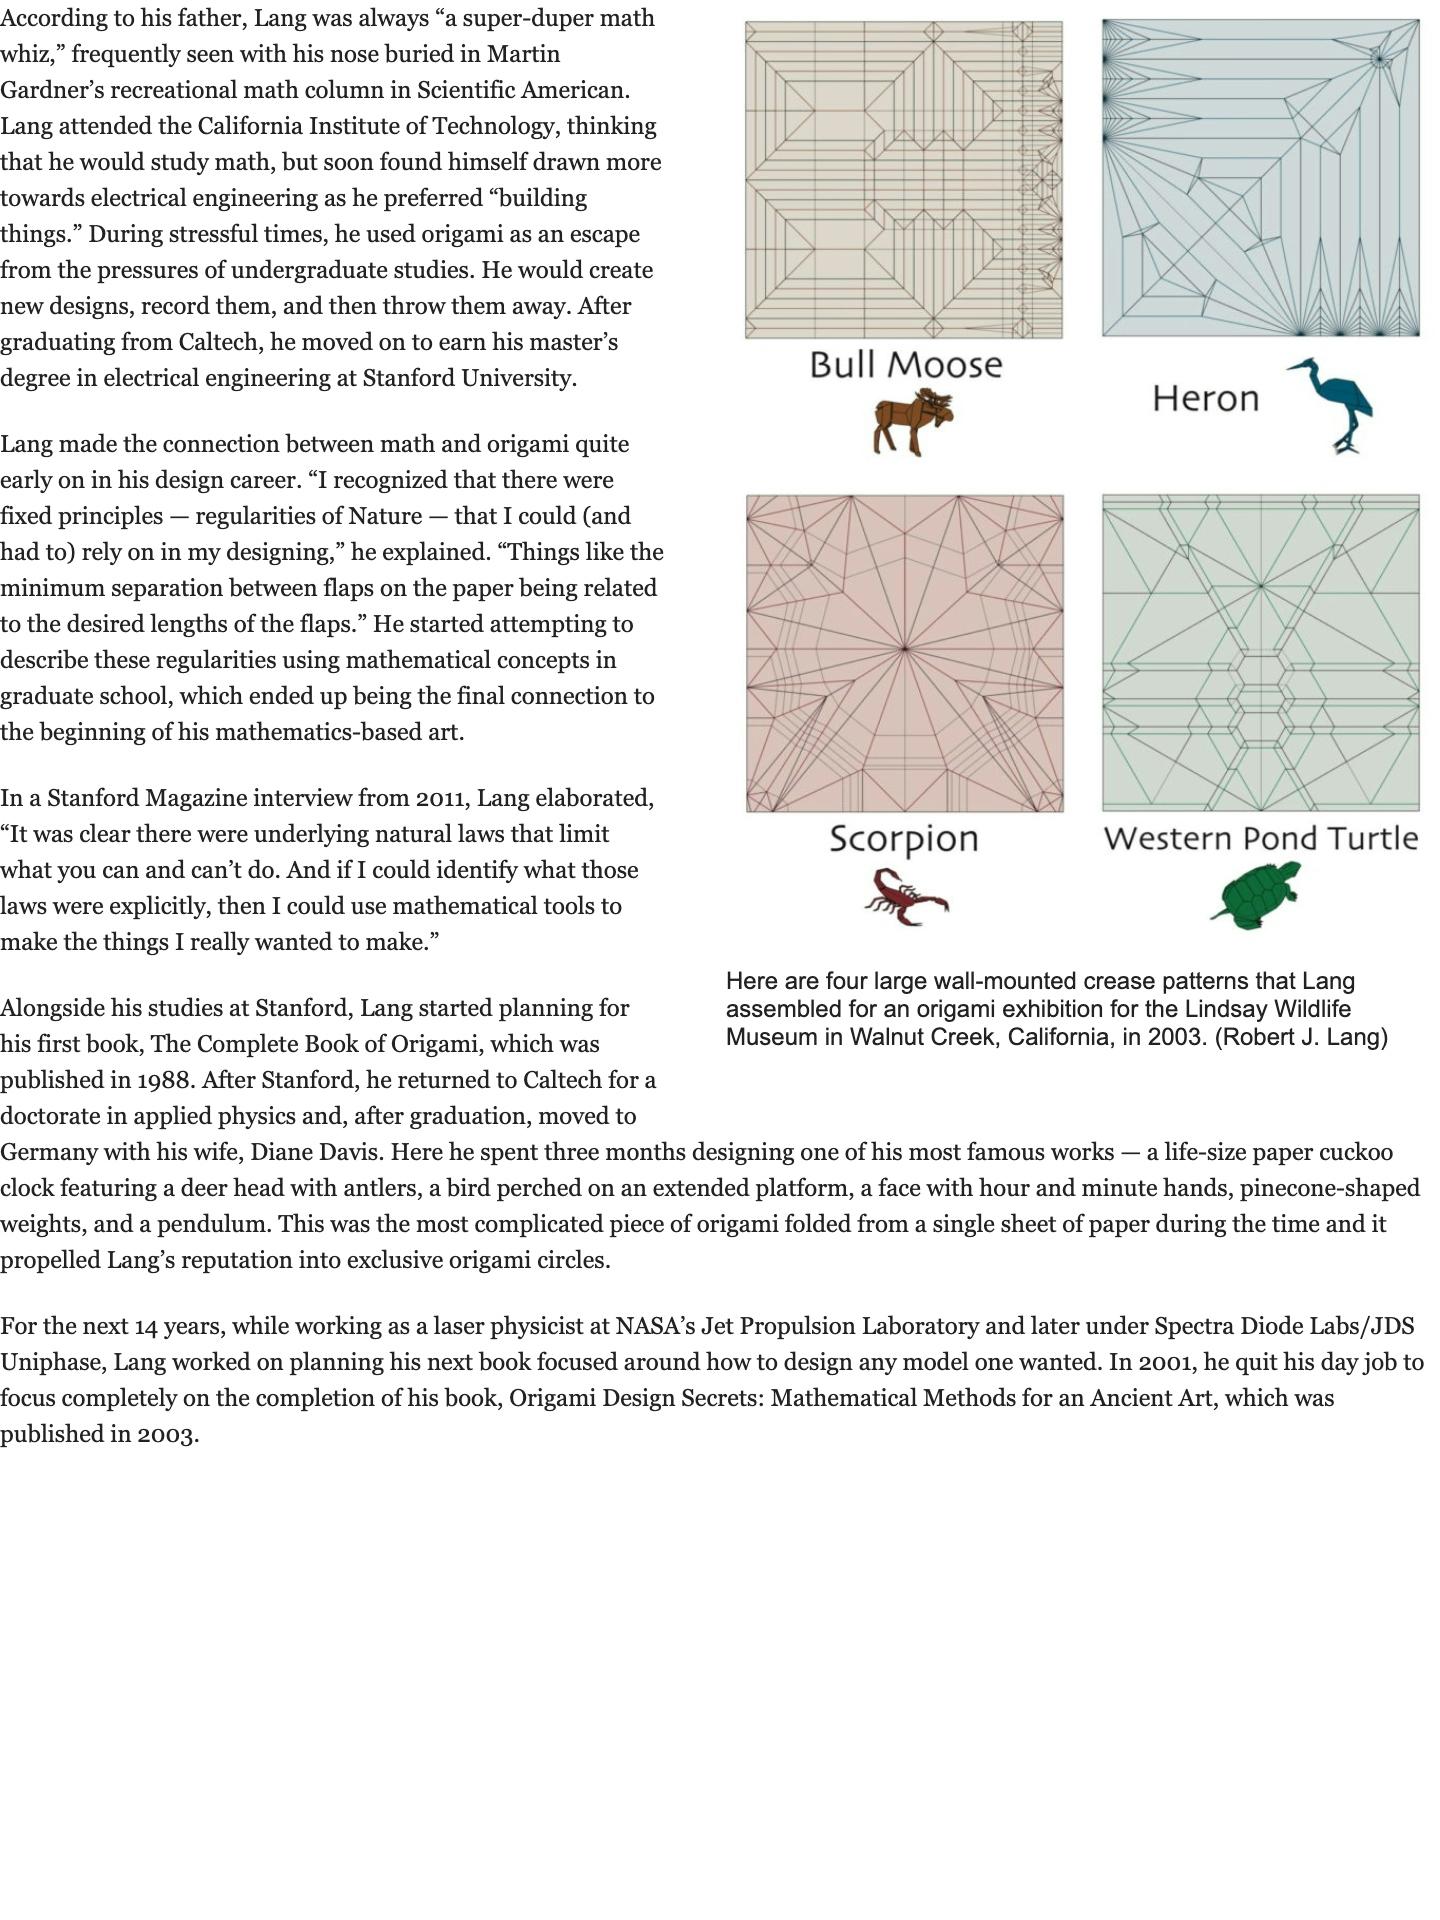 According to his father, Lang was always “a super-duper math
whiz,” frequently seen with his nose buried in Martin
Gardner’s recreational math column in Scientific American.
Lang attended the California Institute of Technology, thinking
that he would study math, but soon found himself drawn more
towards electrical engineering as he preferred “building
things.” During stressful times, he used origami as an escape
from the pressures of undergraduate studies. He would create
new designs, record them, and then throw them away. After
graduating from Caltech, he moved on to earn his master’s
degree in electrical engineering at Stanford University.
Lang made the connection between math and origami quite
early on in his design career. “I recognized that there were
fixed principles — regularities of Nature — that I could (and
had to) rely on in my designing,” he explained. “Things like the
minimum separation between flaps on the paper being related
to the desired lengths of the flaps.” He started attempting to
describe these regularities using mathematical concepts in
graduate school, which ended up being the final connection to
the beginning of his mathematics-based art.
In a Stanford Magazine interview from 2011, Lang elaborated,
“It was clear there were underlying natural laws that limit
what you can and can’t do. And if I could identify what those
laws were explicitly, then I could use mathematical tools to
make the things I really wanted to make.”
Alongside his studies at Stanford, Lang started planning for
his first book, The Complete Book of Origami, which was
published in 1988. After Stanford, he returned to Caltech for a
doctorate in applied physics and, after graduation, moved to
Germany with his wife, Diane Davis. Here he spent three months designing one of his most famous works — a life-size paper cuckoo
clock featuring a deer head with antlers, a bird perched on an extended platform, a face with hour and minute hands, pinecone-shaped
weights, and a pendulum. This was the most complicated piece of origami folded from a single sheet of paper during the time and it
propelled Lang’s reputation into exclusive origami circles.
For the next 14 years, while working as a laser physicist at NASA’s Jet Propulsion Laboratory and later under Spectra Diode Labs/JDS
Uniphase, Lang worked on planning his next book focused around how to design any model one wanted. In 2001, he quit his day job to
focus completely on the completion of his book, Origami Design Secrets: Mathematical Methods for an Ancient Art, which was
published in 2003.
Bull Moose
Heron
Scorpion
Western Pond Turtle
Here are four large wall-mounted crease patterns that Lang
assembled for an origami exhibition for the Lindsay Wildlife
Museum in Walnut Creek, California, in 2003. (Robert J. Lang)